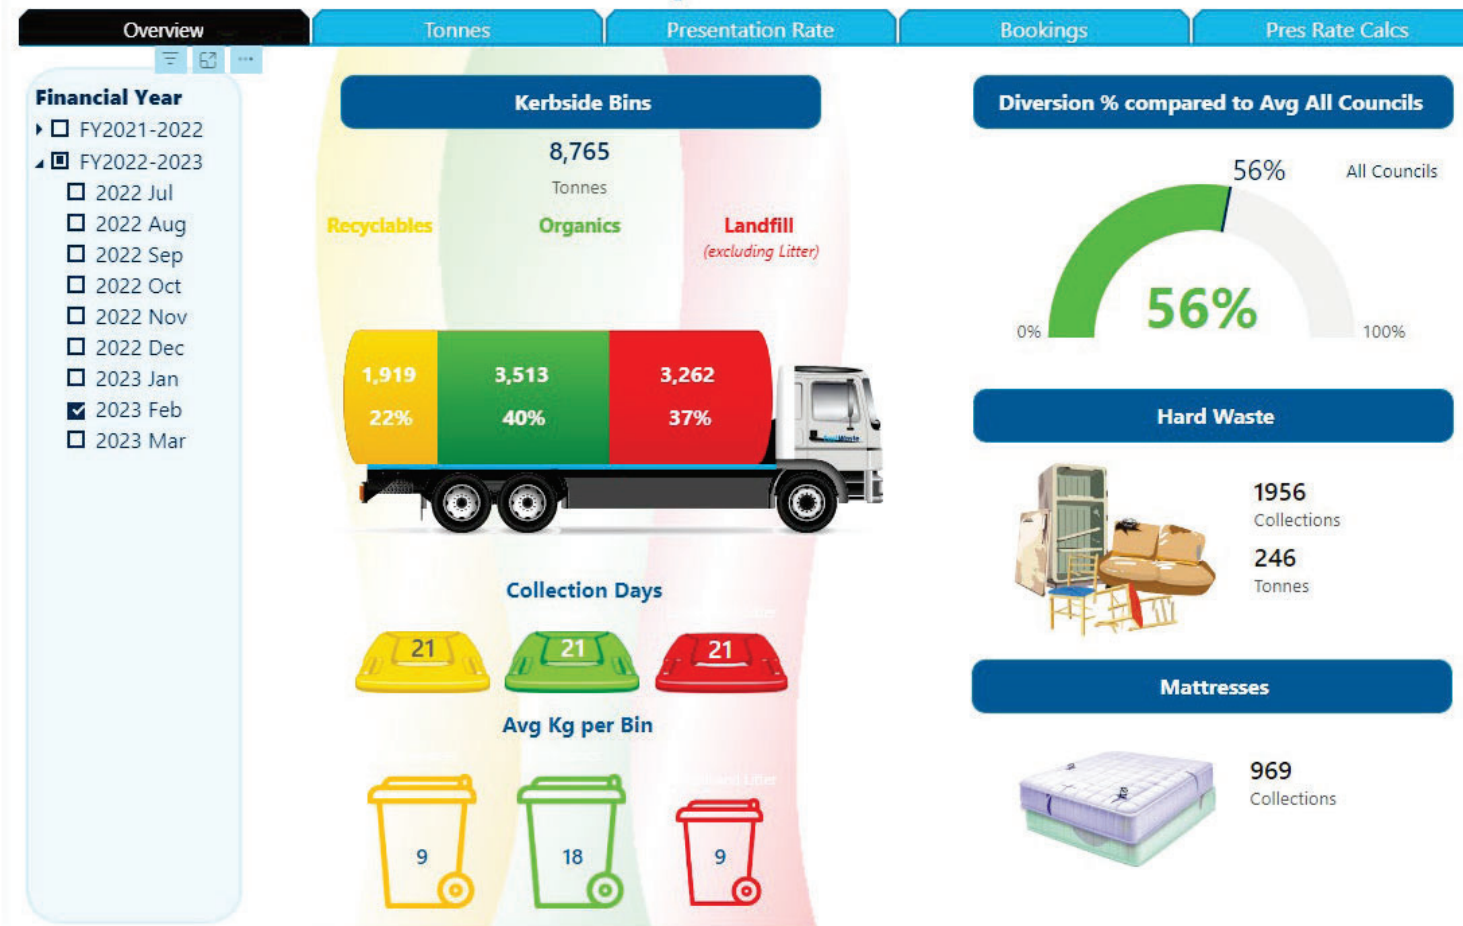 Overview
Tonnes
Presentation Rate
Bookings
Pres Rate Calcs
Financial Year
FY2021-2022
FY2022-2023
2022 Jul
2022 Aug
2022 Sep
2022 Oct
2022 Nov
2022 Dec
2023 Jan
2023 Feb
2023 Mar
Kerbside Bins
8,765
Tonnes
Recyclables
Organics
Landfill
(excluding Litter)
1,919
3,513
3,262
22%
40%
37%
Collection Days
21
21
21
Avg Kg per Bin
9
18
9
Diversion % compared to Avg All Councils
56%
All Councils
56%
0%
100%
Hard Waste
1956
Collections
246
Tonnes
Mattresses
969
Collections